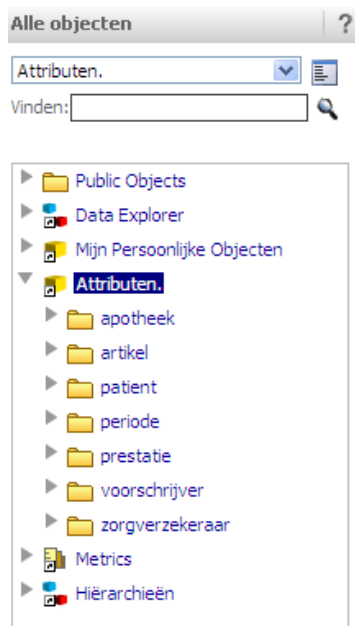 Alle objecten ?
Attributen.
Vinden:
Public Objects
Data Explorer
Mijn Persoonlijke Objecten
Attributen.
apotheek
artikel
patient
periode
prestatie
voorschrijver
zorgverzekeraar
Metrics
Hiërarchieën